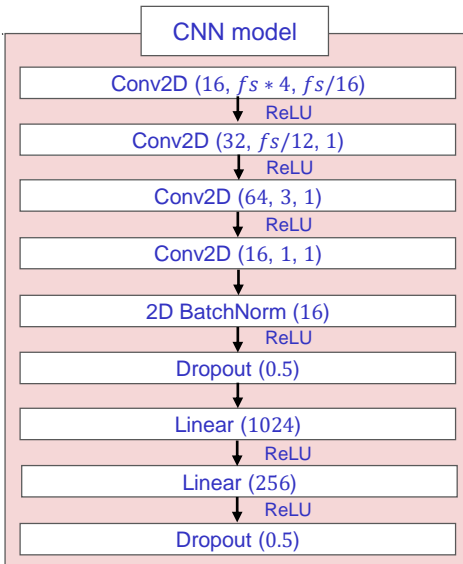 CNN model
Conv2D (16, fs ∗ 4, fs/16)
ReLU
Conv2D (32, fs/12, 1)
ReLU
Conv2D (64, 3, 1)
ReLU
Conv2D (16, 1, 1)
2D BatchNorm (16)
ReLU
Dropout (0.5)
Linear (1024)
ReLU
Linear (256)
ReLU
Dropout (0.5)